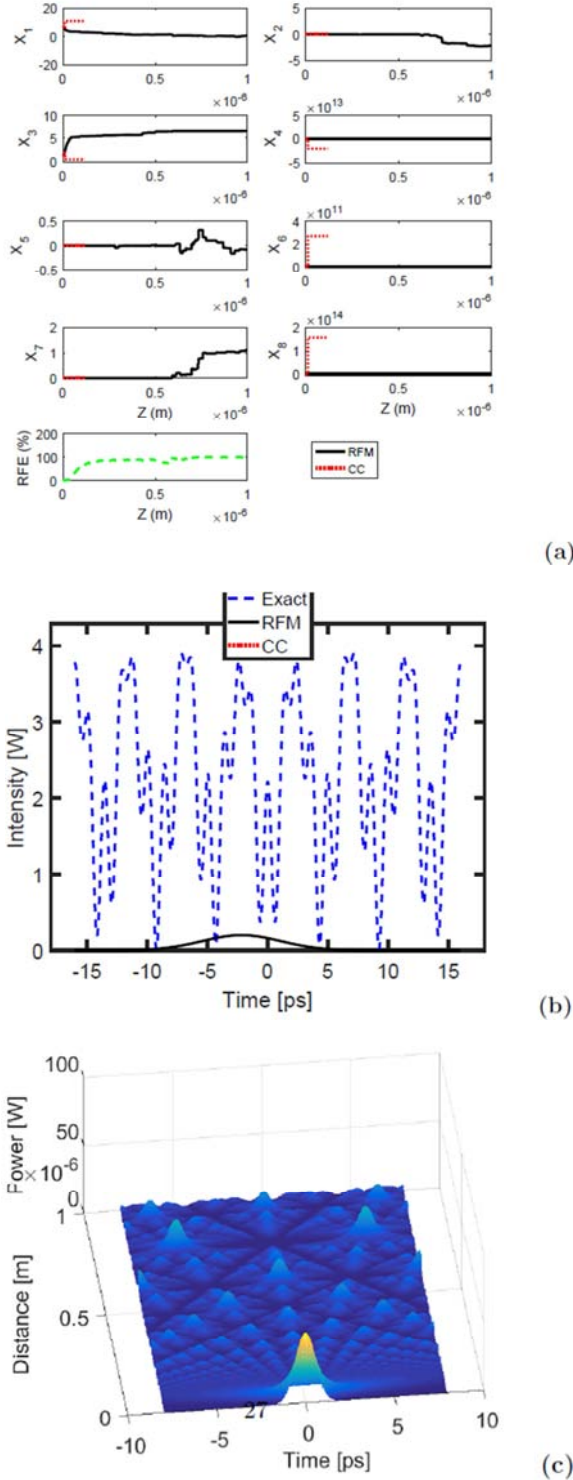 20
0
-20
X1
0 0.5 1
×10-6
5
0
-5
X2
0 0.5 1
×10-6
10
5
0
X3
0 0.5 1
×10-6
×1013
5
0
-5
X4
0 0.5 1
×10-6
0.5
0
-0.5
X5
0 0.5 1
×10-6
×1011
4
2
0
X6
0 0.5 1
×10-6
2
1
0
X7
0 0.5 1
Z (m) ×10-6
×1014
2
1
0
X8
0 0.5 1
Z (m) ×10-6
200
100
0
RFE (%)
0 0.5 1
Z (m) ×10-6
RFM
CC
(a)
Exact
RFM
CC
4
3
2
1
0
Intensity [W]
-15 -10 -5 0 5 10 15
Time [ps]
(b)
100
50
0
Power [W]
×10-6
1
0.5
0
Distance [m]
27
-10 -5 0 5 10
Time [ps]
(c)